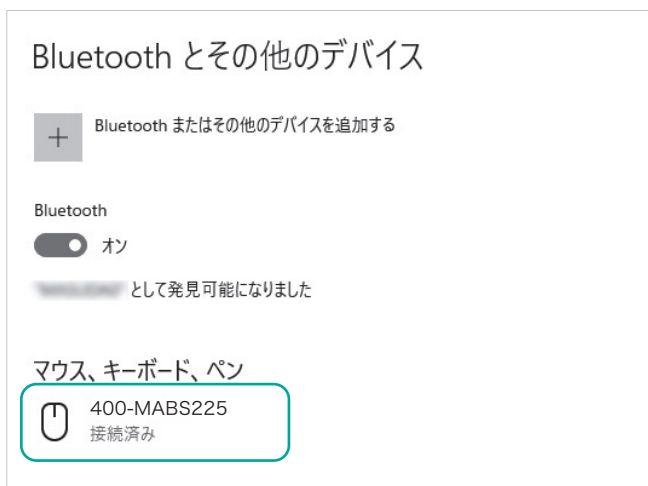 Bluetooth とその他のデバイス
Bluetooth またはその他のデバイスを追加する
Bluetooth
オン
として発見可能になりました
マウス、キーボード、ペン
400-MABS225
接続済み